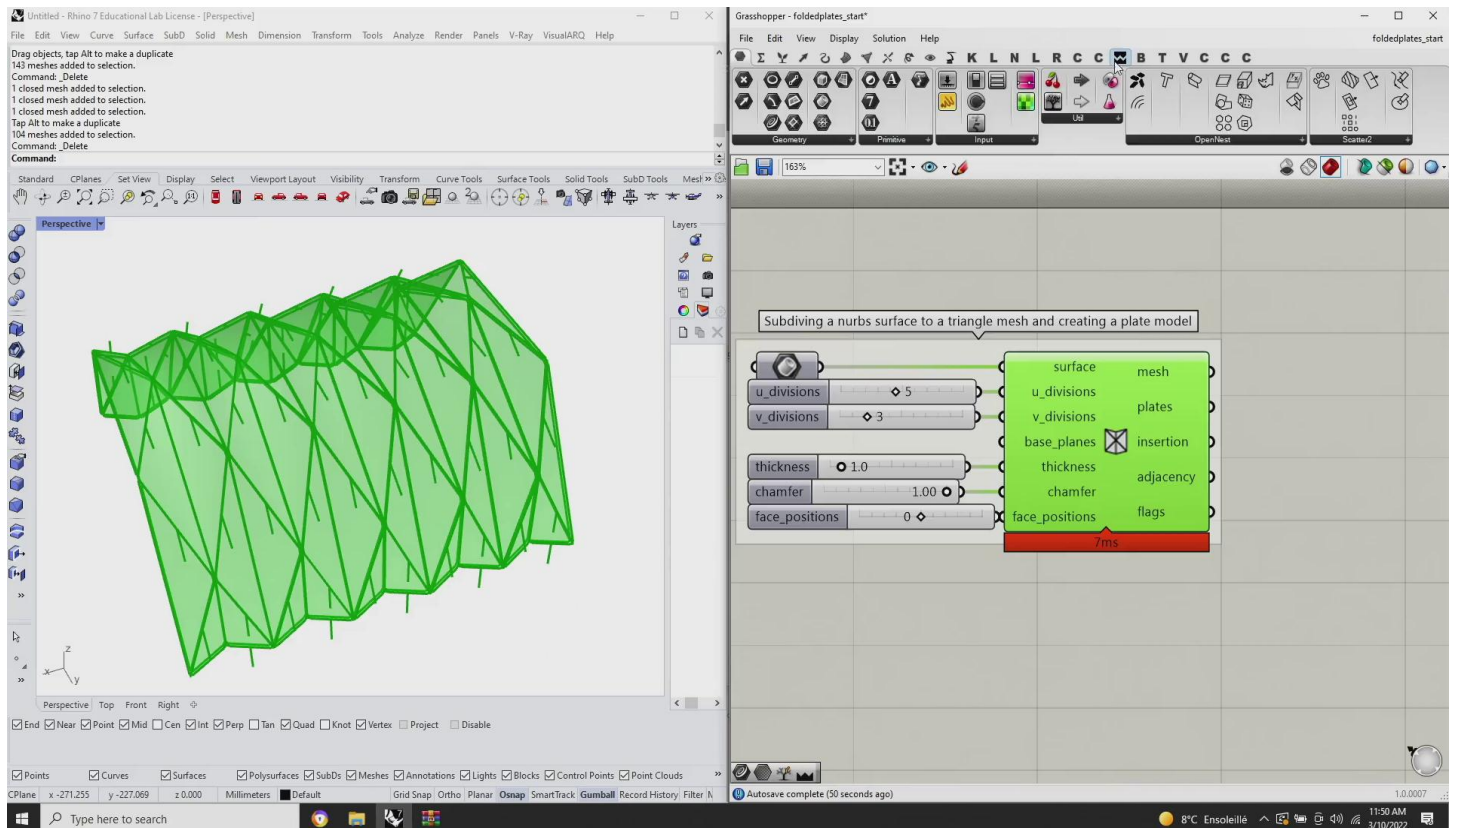 Untitled - Rhino 7 Educational Lab License - [Perspective]
File Edit View Curve Surface SubD Solid Mesh Dimension Transform Tools Analyze Render Panels V-Ray VisualARQ Help
Drag objects, tap Alt to make a duplicate
143 meshes added to selection.
Command: _Delete
1 closed mesh added to selection.
1 closed mesh added to selection.
1 closed mesh added to selection.
Tap Alt to make a duplicate
104 meshes added to selection.
Command: _Delete
Command:
Standard CPlanes Set View Display Select Viewport Layout Visibility Transform Curve Tools Surface Tools Solid Tools SubD Tools Mesh »
Perspective
Layers
z
x
y
Perspective Top Front Right
End Near Point Mid Cen Int Perp Tan Quad Knot Vertex Project Disable
Points Curves Surfaces Polysurfaces SubDs Meshes Annotations Lights Blocks Control Points Point Clouds »
CPlane x -271.255 y -227.069 z 0.000 Millimeters Default Grid Snap Ortho Planar Osnap SmartTrack Gumball Record History Filter
Grasshopper - foldedplates_start*
File Edit View Display Solution Help foldedplates_start
K L N L R C C B T V C C C
Geometry Primitive Input Util OpenNest Scatter2
163%
Subdiving a nurbs surface to a triangle mesh and creating a plate model
u_divisions 5
v_divisions 3
thickness 1.0
chamfer 1.00
face_positions 0
surface
u_divisions
v_divisions
base_planes
thickness
chamfer
face_positions
mesh
plates
insertion
adjacency
flags
7ms
Autosave complete (50 seconds ago) 1.0.0007
Type here to search
8°C Ensoleillé 11:50 AM
3/10/2022